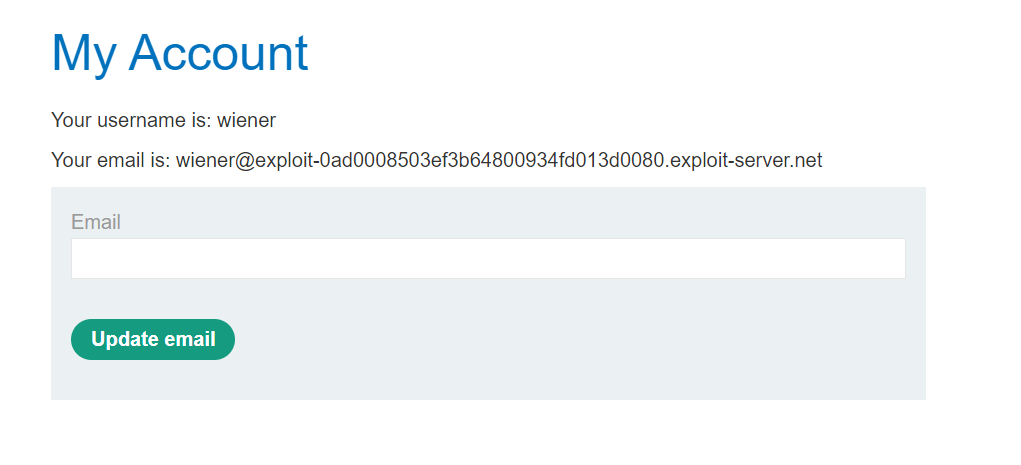 My Account
Your username is: wiener
Your email is: wiener@exploit-0ad0008503ef3b64800934fd013d0080.exploit-server.net
Email
Update email